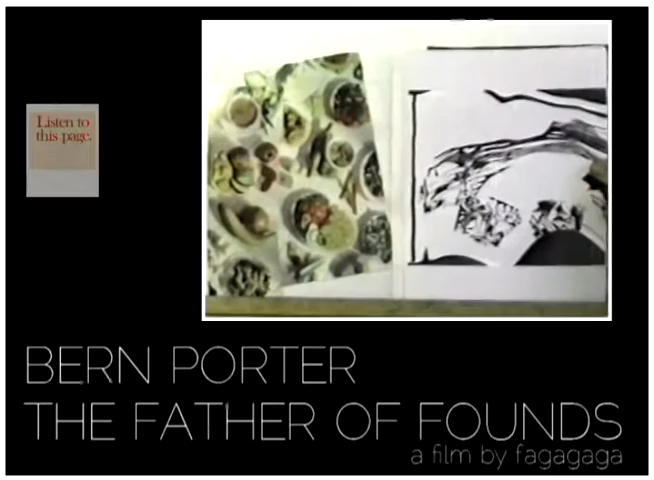 Listen to
this page.
BERN PORTER
THE FATHER OF FOUNDS
a film by fagagaga